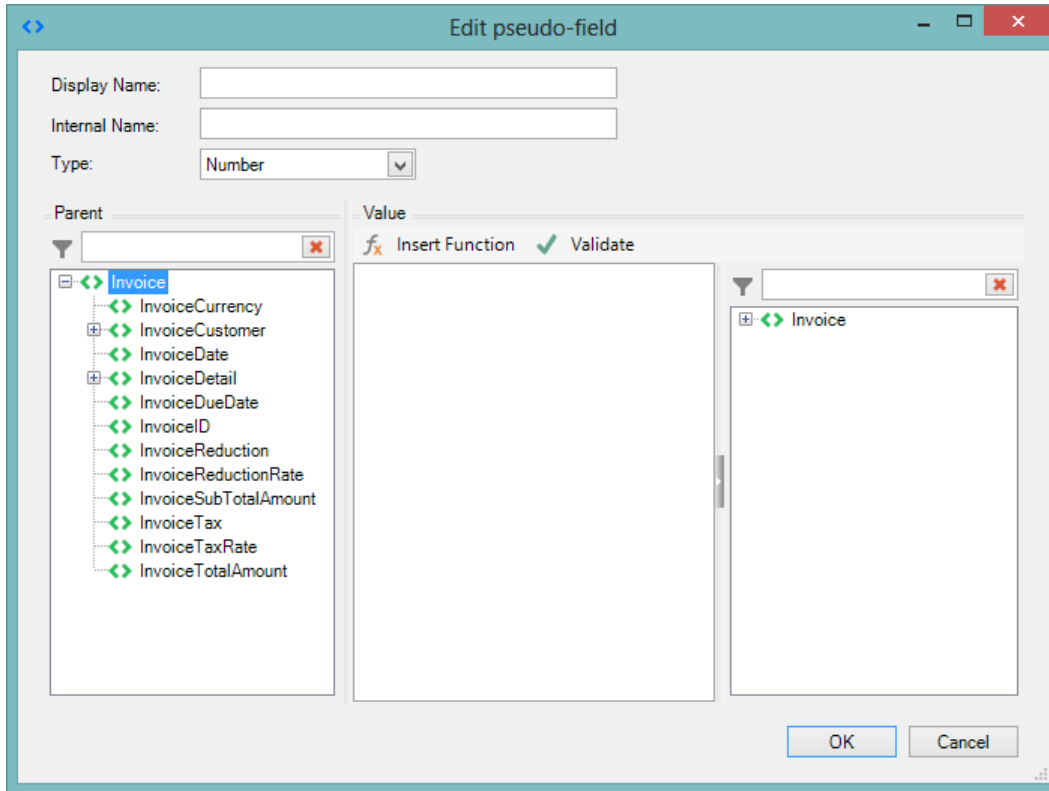 Edit pseudo-field
Display Name:
Internal Name:
Type: Number
Parent
Value
Insert Function Validate
Invoice
InvoiceCurrency
InvoiceCustomer
InvoiceDate
InvoiceDetail
InvoiceDueDate
InvoiceID
InvoiceReduction
InvoiceReductionRate
InvoiceSubTotalAmount
InvoiceTax
InvoiceTaxRate
InvoiceTotalAmount
Invoice
OK Cancel